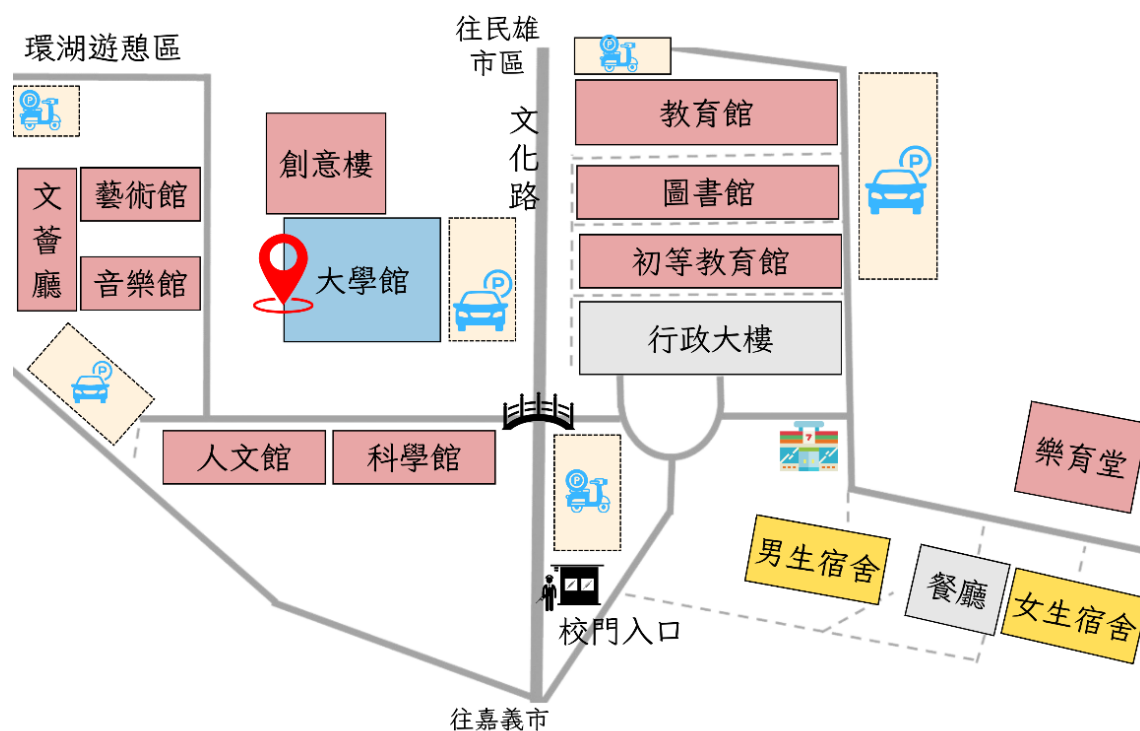 環湖遊憩區
往民雄
市區
文化路
教育館
圖書館
初等教育館
行政大樓
創意樓
大學館
藝術館
文薈廳
音樂館
人文館
科學館
7
樂育堂
男生宿舍
餐廳
女生宿舍
校門入口
往嘉義市
P
P
P
P
P
P